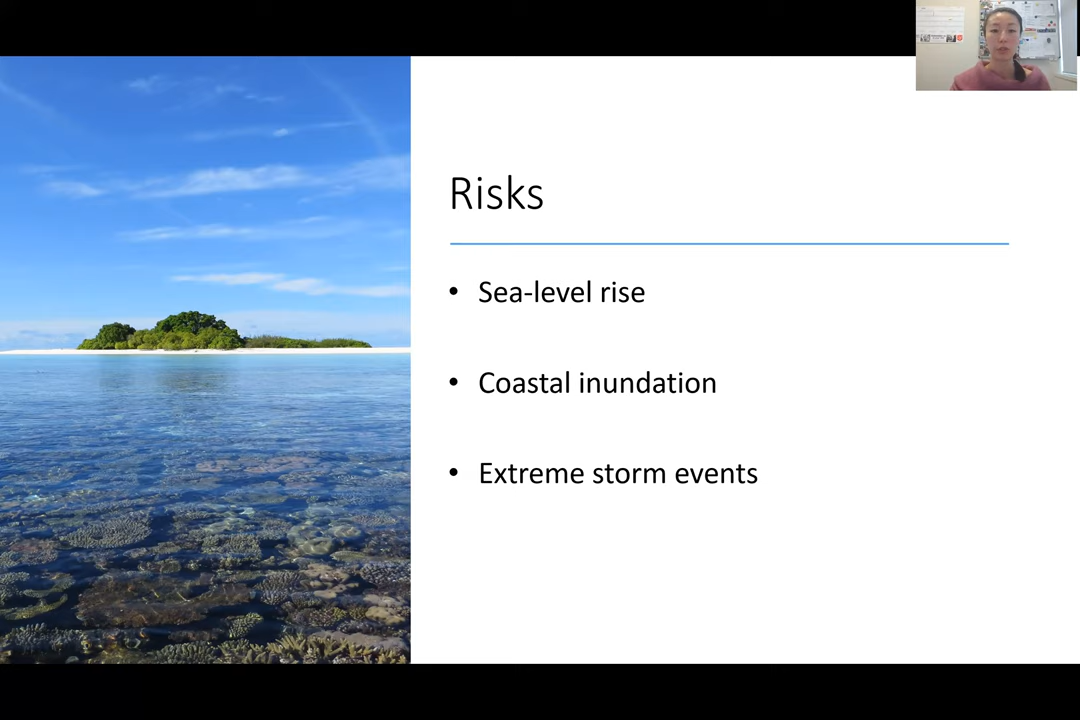 Risks
• Sea-level rise
• Coastal inundation
• Extreme storm events